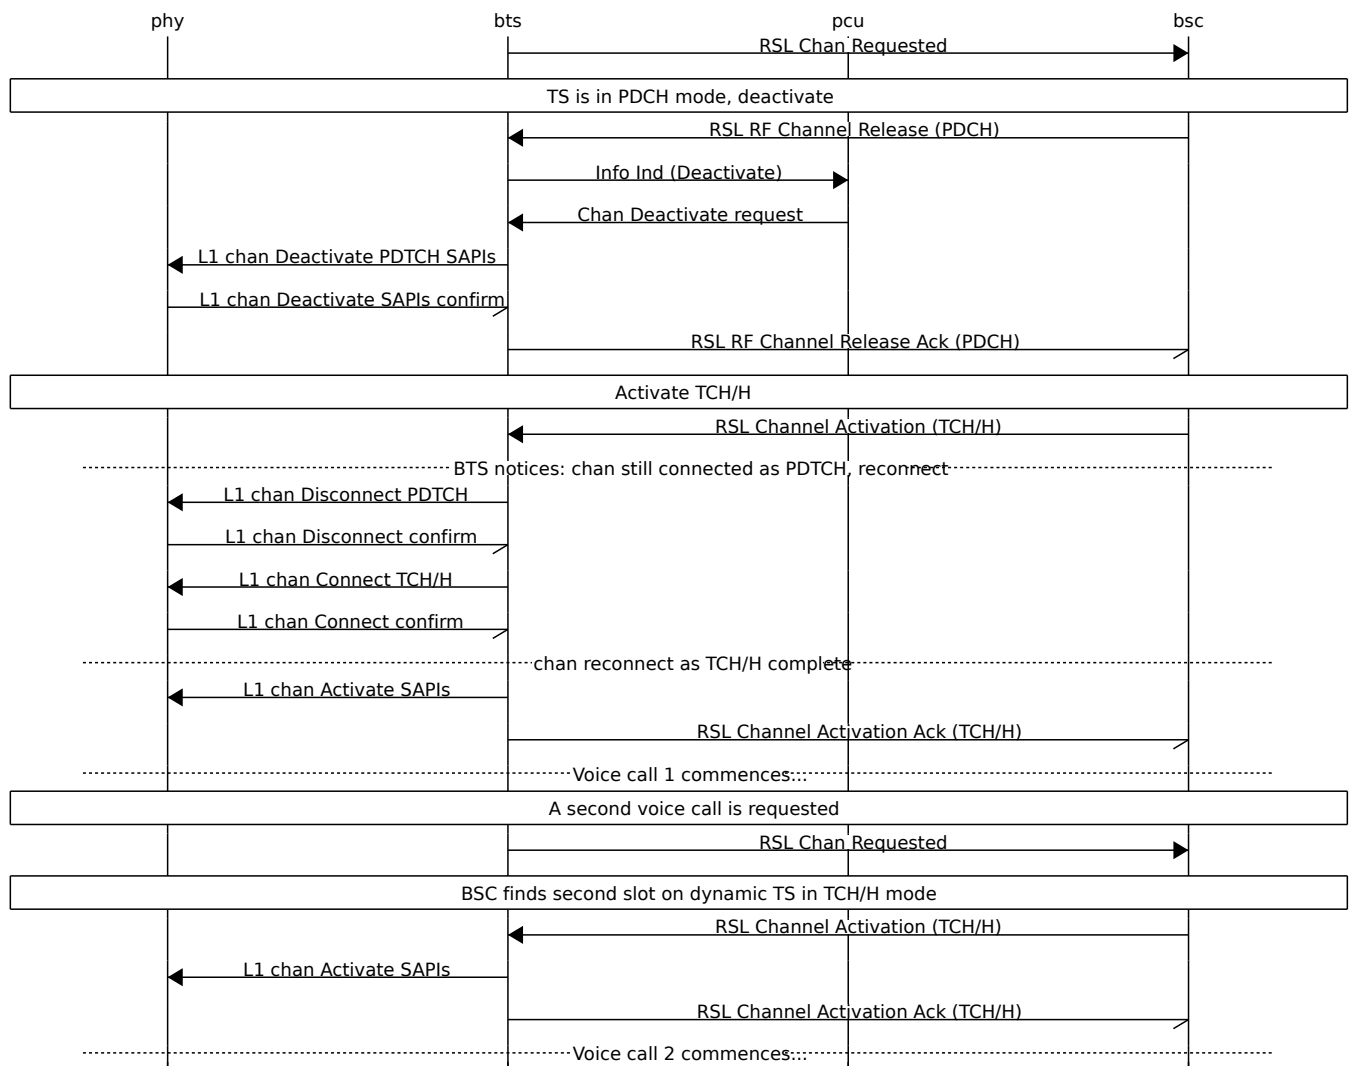 phy bts pcu bsc
RSL Chan Requested
TS is in PDCH mode, deactivate
RSL RF Channel Release (PDCH)
Info Ind (Deactivate)
Chan Deactivate request
L1 chan Deactivate PDTCH SAPIs
L1 chan Deactivate SAPIs confirm
RSL RF Channel Release Ack (PDCH)
Activate TCH/H
RSL Channel Activation (TCH/H)
BTS notices: chan still connected as PDTCH, reconnect
L1 chan Disconnect PDTCH
L1 chan Disconnect confirm
L1 chan Connect TCH/H
L1 chan Connect confirm
chan reconnect as TCH/H complete
L1 chan Activate SAPIs
RSL Channel Activation Ack (TCH/H)
Voice call 1 commences...
A second voice call is requested
RSL Chan Requested
BSC finds second slot on dynamic TS in TCH/H mode
RSL Channel Activation (TCH/H)
L1 chan Activate SAPIs
RSL Channel Activation Ack (TCH/H)
Voice call 2 commences...